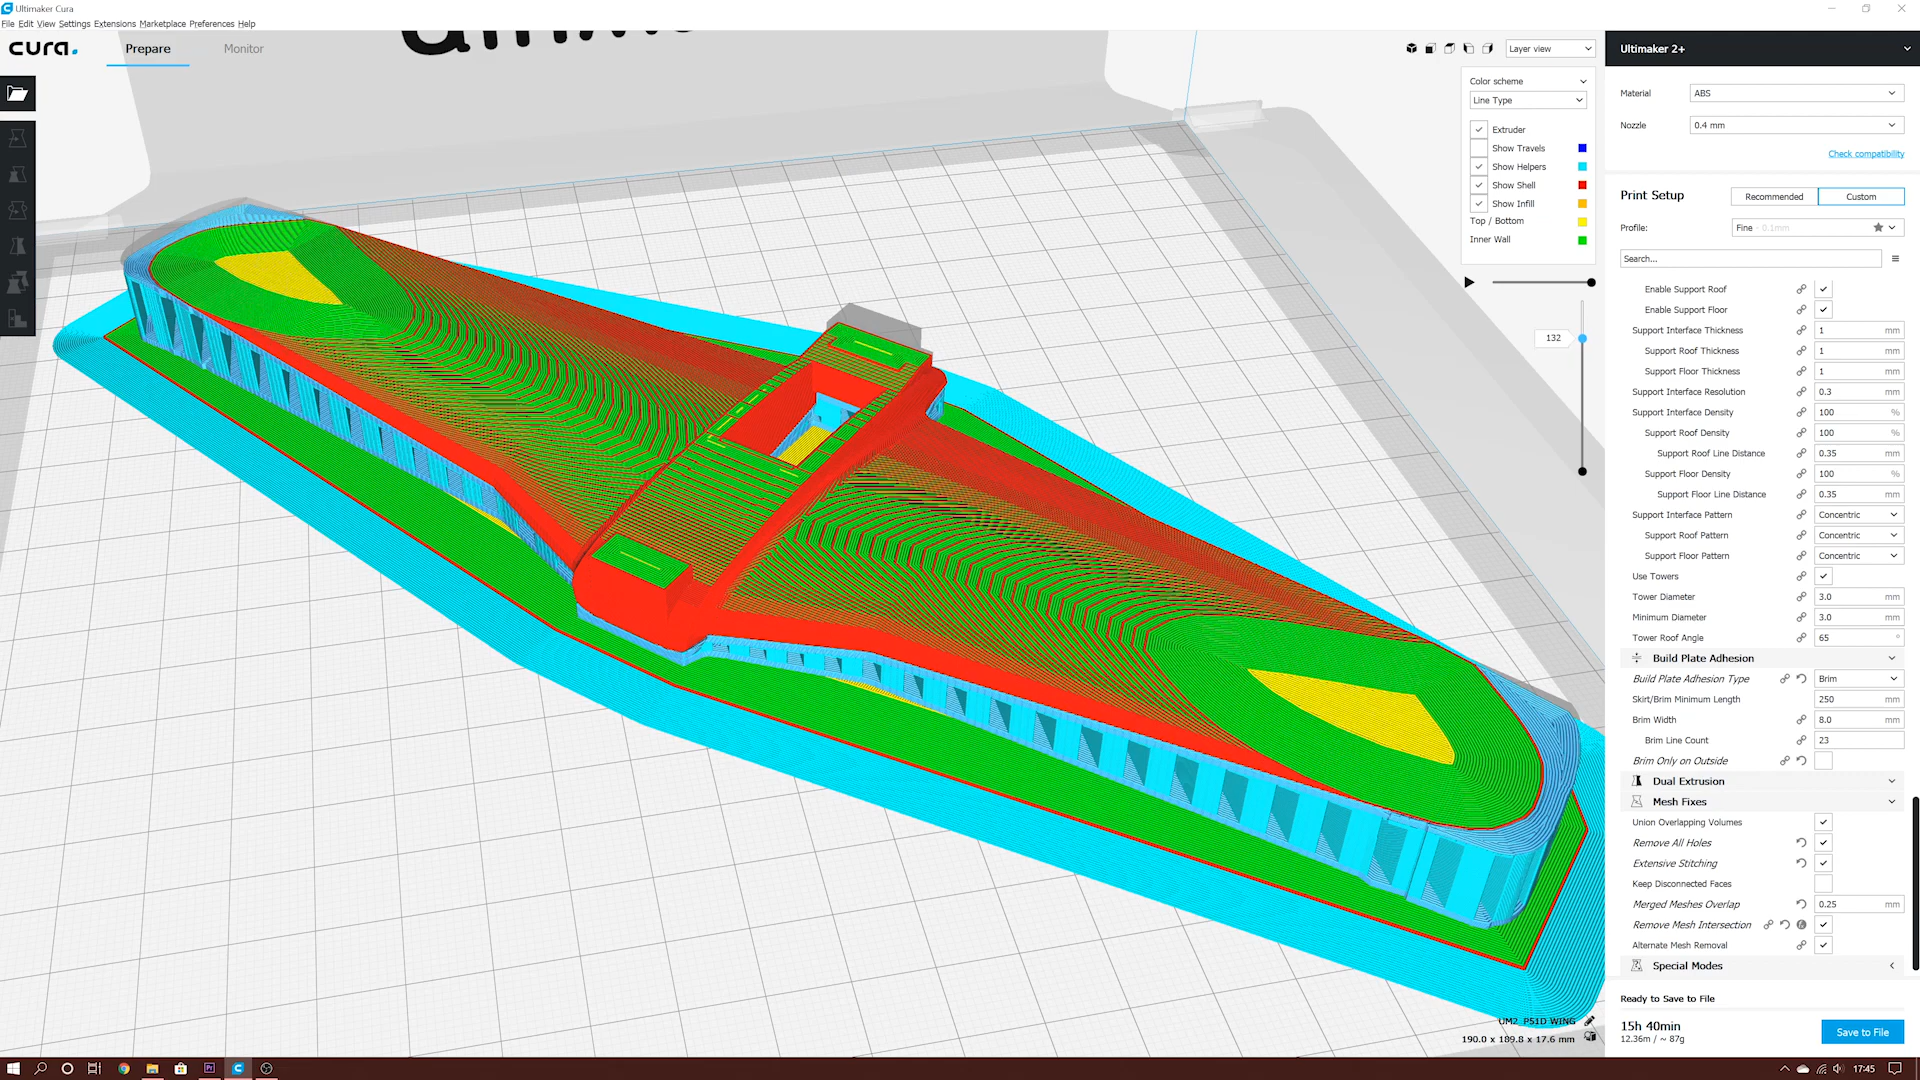 Ultimaker Cura
File Edit View Settings Extensions Marketplace Preferences Help
cura.
Prepare
Monitor
Layer view
Ultimaker 2+
Color scheme
Line Type
Extruder
Show Travels
Show Helpers
Show Shell
Show Infill
Top / Bottom
Inner Wall
132
Material ABS
Nozzle 0.4 mm
Check compatibility
Print Setup Recommended Custom
Profile: Fine - 0.1mm
Search...
Enable Support Roof
Enable Support Floor
Support Interface Thickness 1 mm
Support Roof Thickness 1 mm
Support Floor Thickness 1 mm
Support Interface Resolution 0.3 mm
Support Interface Density 100 %
Support Roof Density 100 %
Support Roof Line Distance 0.35 mm
Support Floor Density 100 %
Support Floor Line Distance 0.35 mm
Support Interface Pattern Concentric
Support Roof Pattern Concentric
Support Floor Pattern Concentric
Use Towers
Tower Diameter 3.0 mm
Minimum Diameter 3.0 mm
Tower Roof Angle 65 °
Build Plate Adhesion
Build Plate Adhesion Type Brim
Skirt/Brim Minimum Length 250 mm
Brim Width 8.0 mm
Brim Line Count 23
Brim Only on Outside
Dual Extrusion
Mesh Fixes
Union Overlapping Volumes
Remove All Holes
Extensive Stitching
Keep Disconnected Faces
Merged Meshes Overlap 0.25 mm
Remove Mesh Intersection
Alternate Mesh Removal
Special Modes
Ready to Save to File
15h 40min
12.36m / ~ 87g
Save to File
UM2_P51D WING
190.0 x 189.8 x 17.6 mm
17:45